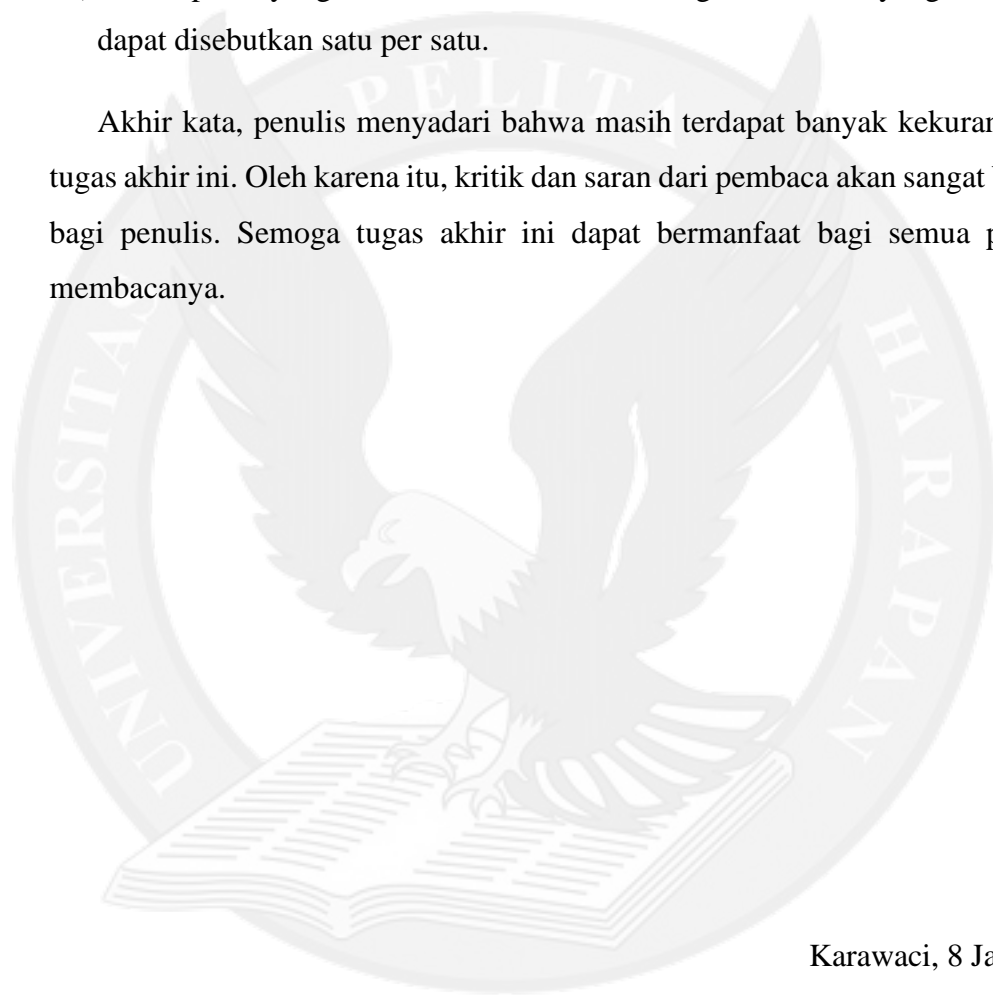 dapat disebutkan satu per satu.
Akhir kata, penulis menyadari bahwa masih terdapat banyak
tugas akhir ini. Oleh karena itu, kritik dan saran dari pembaca akan sangat
bagi penulis. Semoga tugas akhir ini dapat bermanfaat bagi semua
membacanya.
Karawaci, 8
UNIVERSITAS PELITA HARAPAN